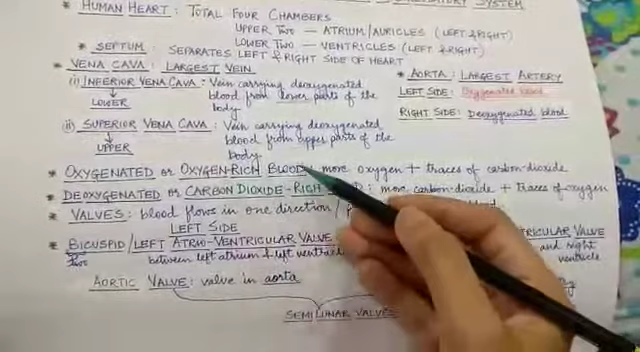 SYSTEM
* HUMAN HEART: TOTAL FOUR CHAMBERS
UPPER TWO — ATRIUM/AURICLES (LEFT & RIGHT)
LOWER TWO — VENTRICLES (LEFT & RIGHT)
* SEPTUM: SEPARATES LEFT & RIGHT SIDE OF HEART
* VENA CAVA: LARGEST VEIN
* AORTA: LARGEST ARTERY
(i) INFERIOR VENA CAVA: Vein carrying deoxygenated
LEFT SIDE: Oxygenated blood
↓
LOWER
blood from lower parts of the
body
RIGHT SIDE: Deoxygenated blood
ii) SUPERIOR VENA CAVA: Vein carrying deoxygenated
↓
UPPER
blood from upper parts of the
body
* OXYGENATED or OXYGEN-RICH BLOOD: more oxygen + traces of carbon-dioxide
* DEOXYGENATED or CARBON DIOXIDE-RICH : more carbon-dioxide + traces of oxygen
* VALVES: blood flows in one direction/
LEFT SIDE
* BICUSPID/LEFT ATRIO-VENTRICULAR VALVE VALVE
Two between left atrium & left and right
ventricle
AORTIC VALVE: valve in aorta
SEMILUNAR VALVES